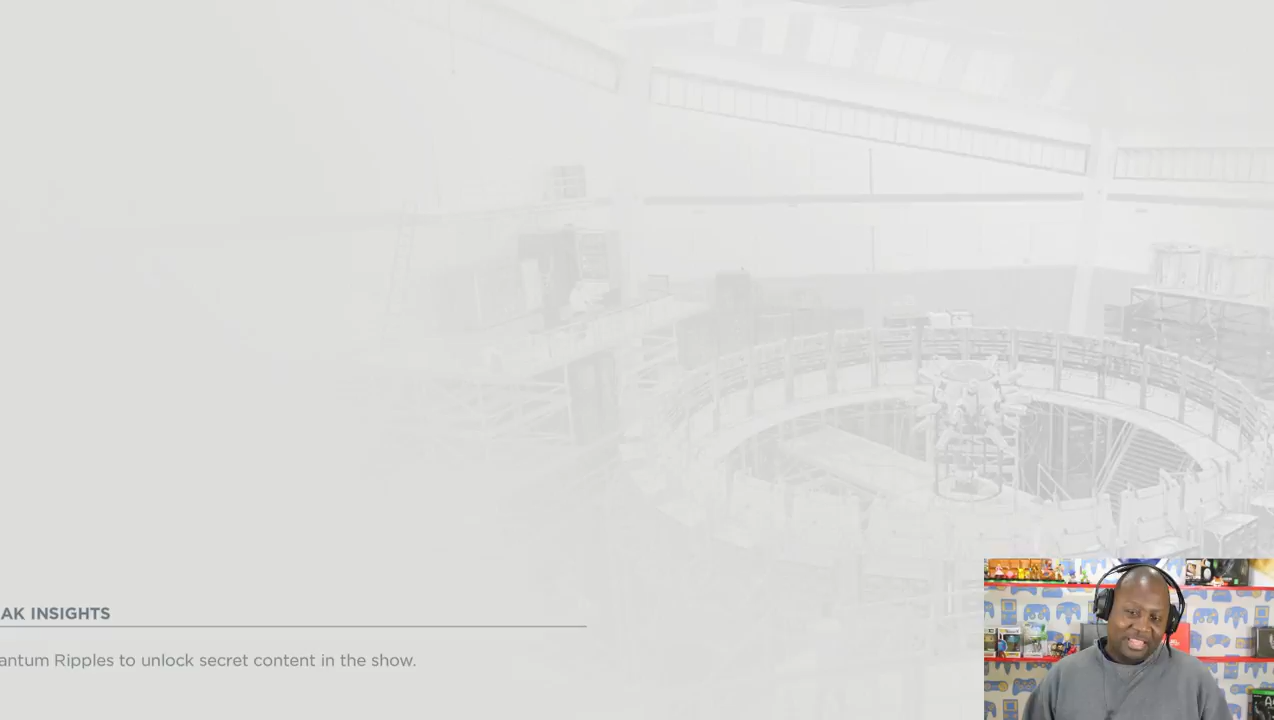 AK INSIGHTS
antum Ripples to unlock secret content in the show.